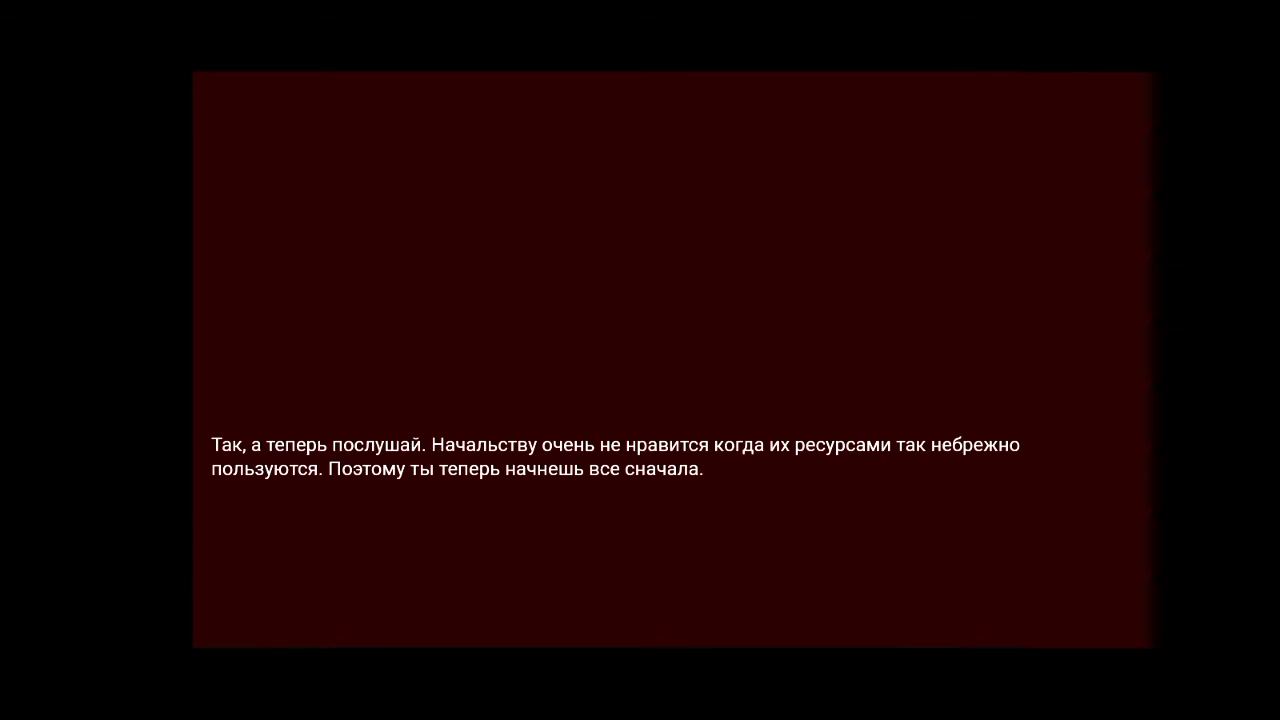 Так, а теперь послушай. Начальству очень не нравится когда их ресурсами так небрежно
пользуются. Поэтому ты теперь начнешь все сначала.